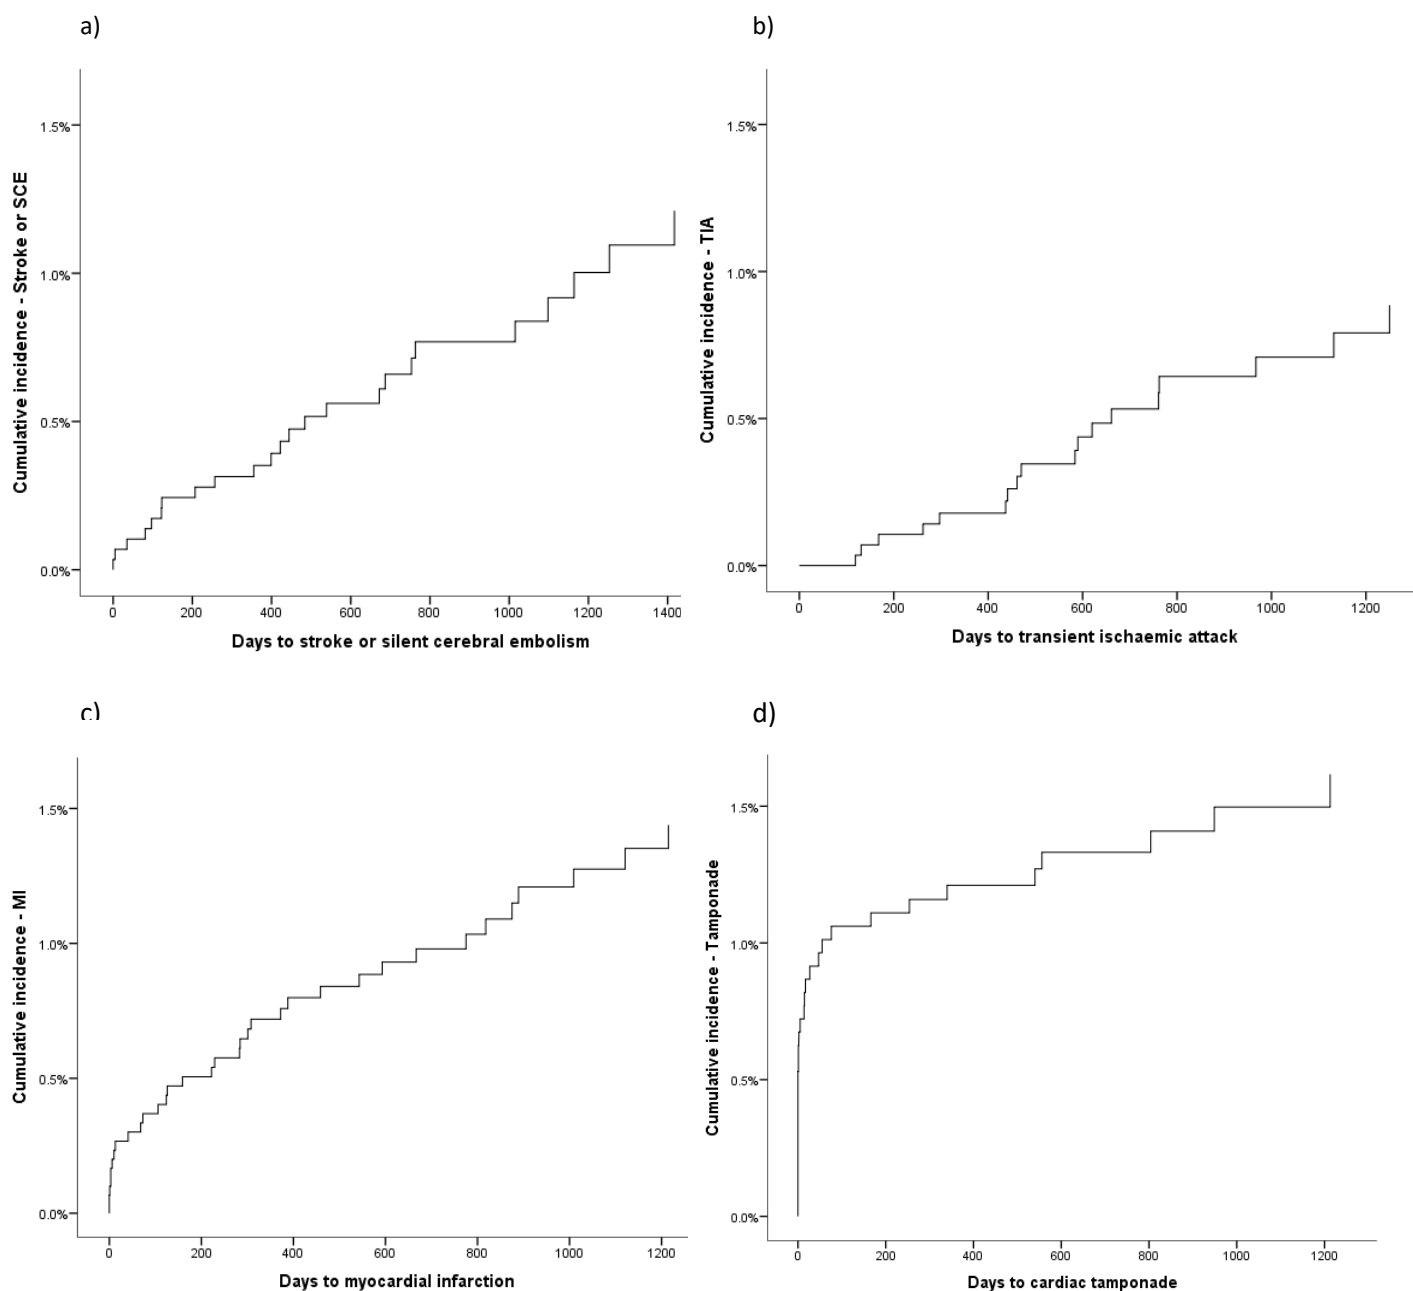 a)
Cumulative incidence - Stroke or SCE
1.5%
1.0%
0.5%
0.0%
0 200 400 600 800 1000 1200 1400
Days to stroke or silent cerebral embolism
b)
Cumulative incidence - TIA
1.5%
1.0%
0.5%
0.0%
0 200 400 600 800 1000 1200
Days to transient ischaemic attack
c)
Cumulative incidence - MI
1.5%
1.0%
0.5%
0.0%
0 200 400 600 800 1000 1200
Days to myocardial infarction
d)
Cumulative incidence - Tamponade
1.5%
1.0%
0.5%
0.0%
0 200 400 600 800 1000 1200
Days to cardiac tamponade